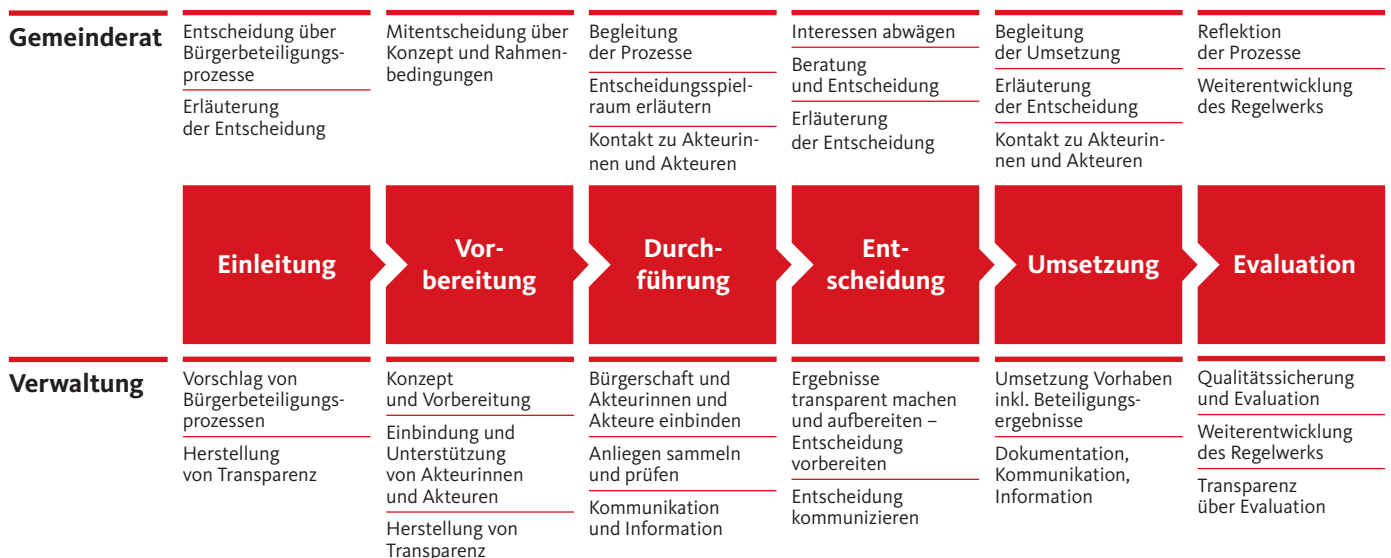 Gemeinderat
Entscheidung über
Bürgerbeteiligungs-
prozesse
Erläuterung
der Entscheidung
Mitentscheidung über
Konzept und Rahmen-
bedingungen
Begleitung
der Prozesse
Entscheidungsspiel-
raum erläutern
Kontakt zu Akteurin-
nen und Akteuren
Interessen abwägen
Beratung
und Entscheidung
Erläuterung
der Entscheidung
Begleitung
der Umsetzung
Erläuterung
der Entscheidung
Kontakt zu Akteurin-
nen und Akteuren
Reflektion
der Prozesse
Weiterentwicklung
des Regelwerks
Einleitung
Vor-
bereitung
Durch-
führung
Ent-
scheidung
Umsetzung
Evaluation
Verwaltung
Vorschlag von
Bürgerbeteiligungs-
prozessen
Herstellung
von Transparenz
Konzept
und Vorbereitung
Einbindung und
Unterstützung
von Akteurinnen
und Akteuren
Herstellung von
Transparenz
Bürgerschaft und
Akteurinnen und
Akteure einbinden
Anliegen sammeln
und prüfen
Kommunikation
und Information
Ergebnisse
transparent machen
und aufbereiten –
Entscheidung
vorbereiten
Entscheidung
kommunizieren
Umsetzung Vorhaben
inkl. Beteiligungs-
ergebnisse
Dokumentation,
Kommunikation,
Information
Qualitätssicherung
und Evaluation
Weiterentwicklung
des Regelwerks
Transparenz
über Evaluation